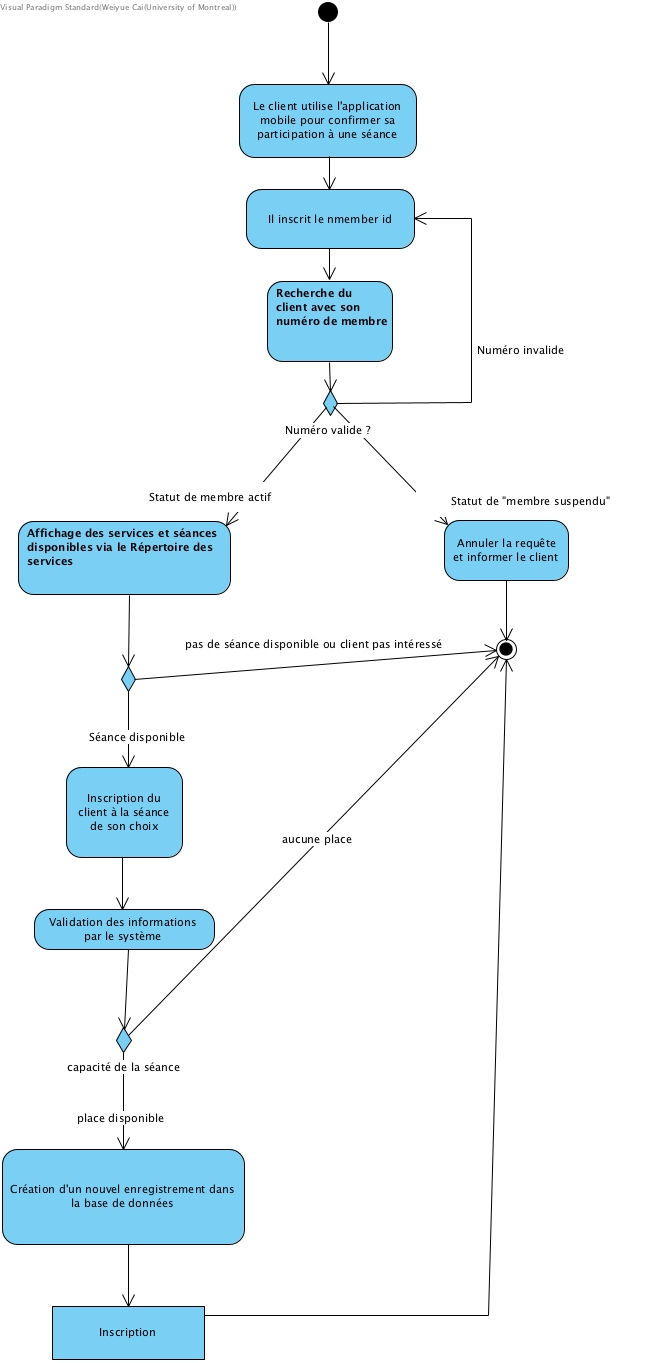 Visual Paradigm Standard(Weiyue Cai(University of Montreal))
Le client utilise l'application
mobile pour confirmer sa
participation à une séance
Il inscrit le nmember id
Recherche du
client avec son
numéro de membre
Numéro invalide
Numéro valide ?
Statut de membre actif
Statut de "membre suspendu"
Affichage des services et séances
disponibles via le Répertoire des
services
Annuler la requête
et informer le client
pas de séance disponible ou client pas intéressé
Séance disponible
Inscription du
client à la séance
de son choix
aucune place
Validation des informations
par le système
capacité de la séance
place disponible
Création d'un nouvel enregistrement dans
la base de données
Inscription